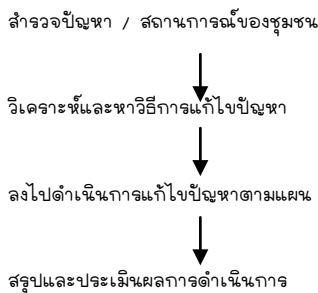 สำรวจปัญหา / สถานการณ์ของชุมชน
วิเคราะห์และหาวิธีการแก้ไขปัญหา
ลงไปดำเนินการแก้ไขปัญหาตามแผน
สรุปและประเมินผลการดำเนินการ